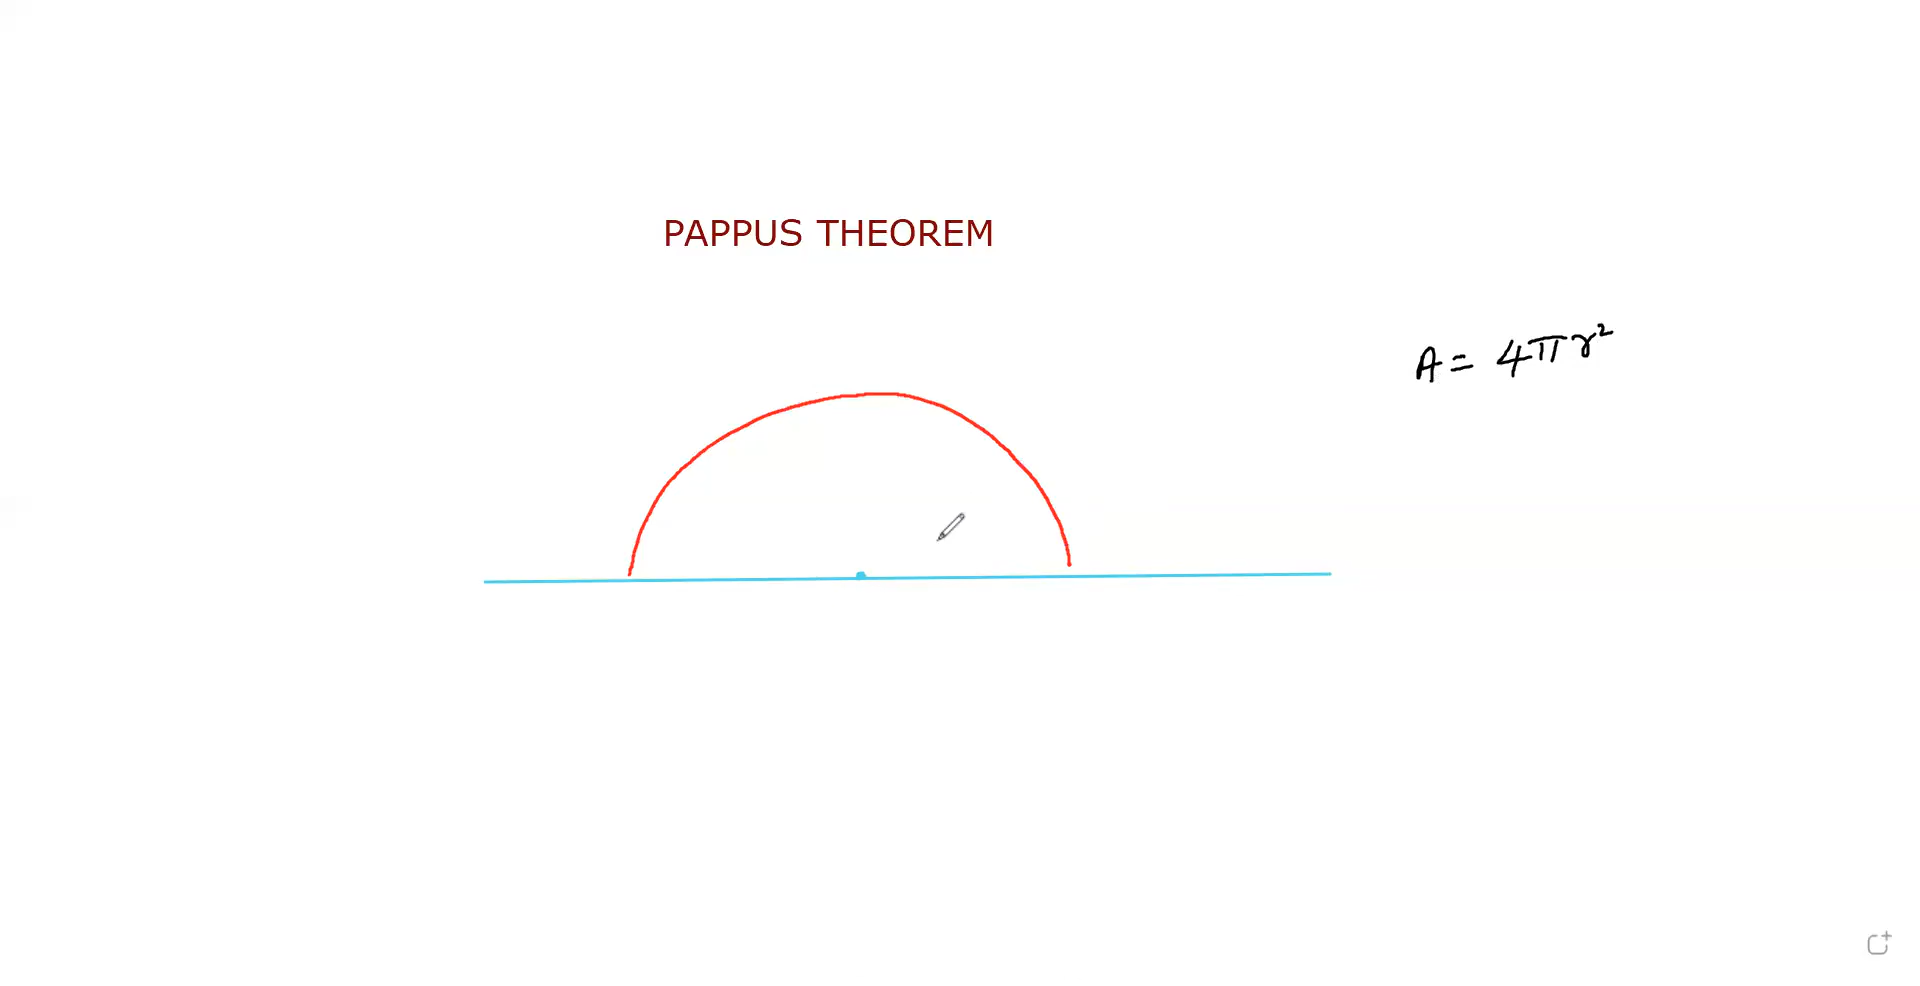 PAPPUS THEOREM
A = 4πr²